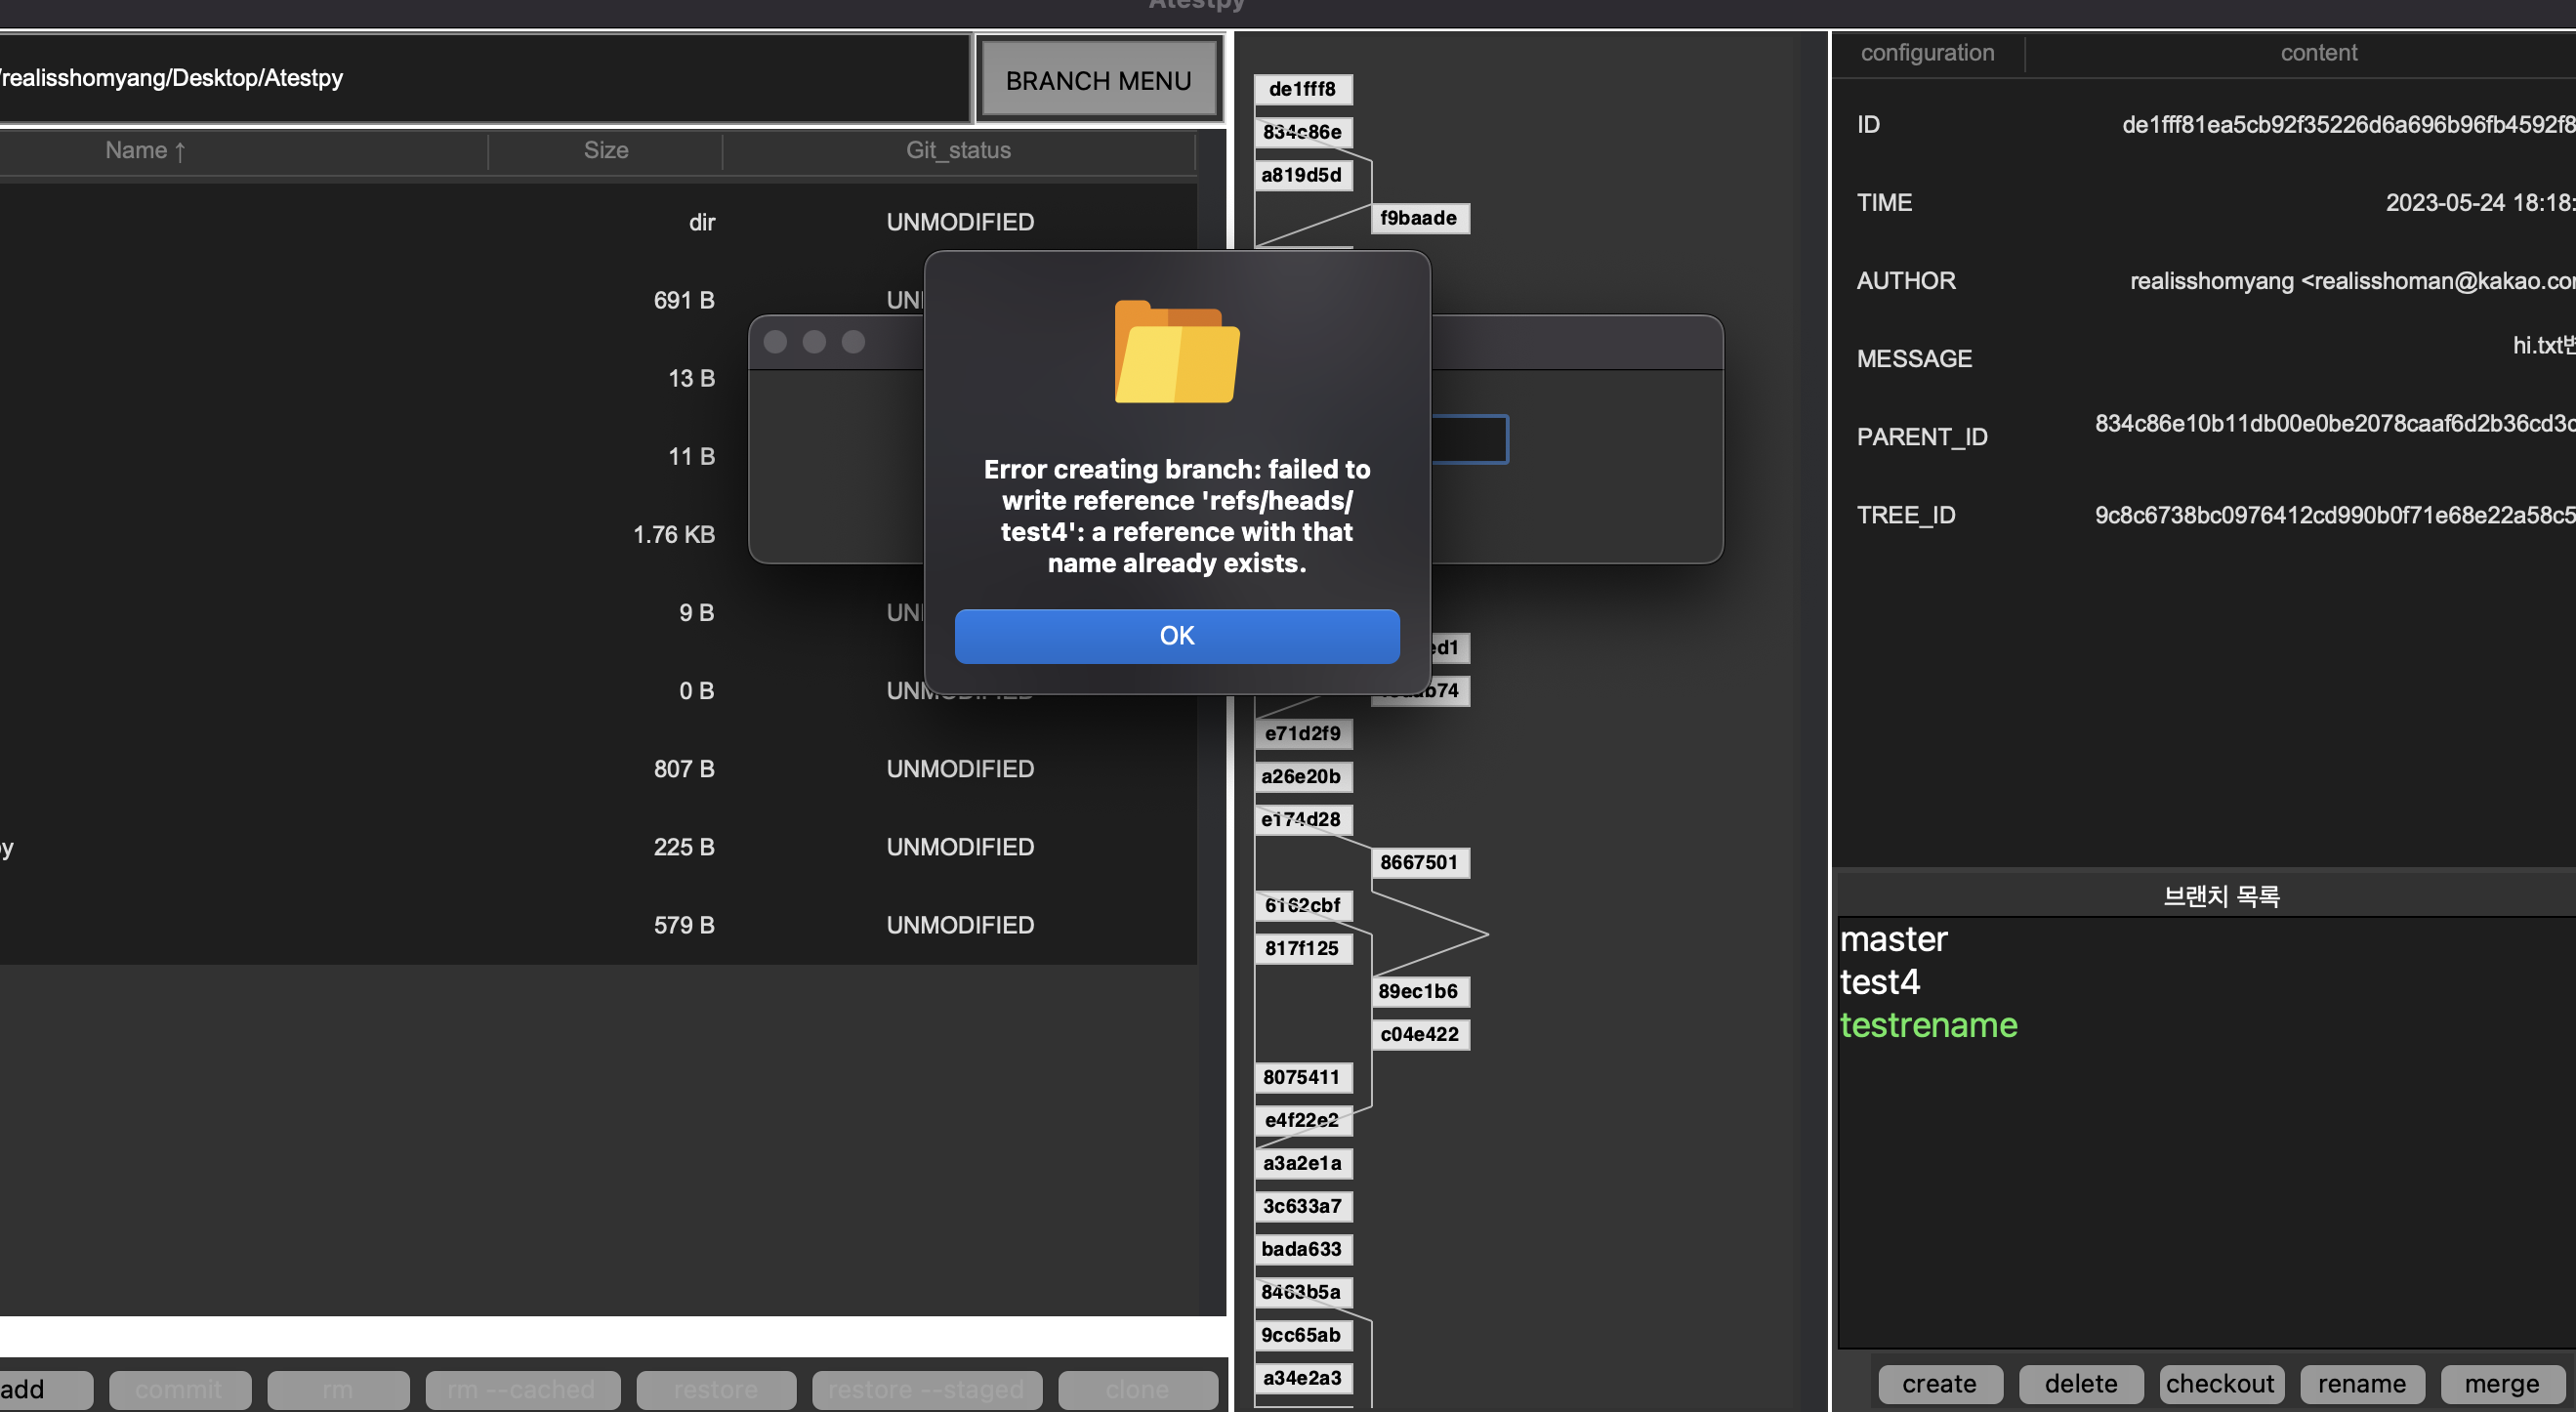 Atestpy
/realisshomyang/Desktop/Atestpy
BRANCH MENU
Name ↑ Size Git_status
dir UNMODIFIED
691 B
13 B
11 B
1.76 KB
9 B
0 B UNMODIFIED
807 B UNMODIFIED
225 B UNMODIFIED
579 B UNMODIFIED
add commit rm rm --cached restore restore --staged clone
de1fff8
834c86e
a819d5d
f9baade
Error creating branch: failed to
write reference 'refs/heads/
test4': a reference with that
name already exists.
OK
ed1
b74
e71d2f9
a26e20b
e174d28
8667501
6162cbf
817f125
89ec1b6
c04e422
8075411
e4f22e2
a3a2e1a
3c633a7
bada633
8463b5a
9cc65ab
a34e2a3
configuration content
ID de1fff81ea5cb92f35226d6a696b96fb4592f8
TIME 2023-05-24 18:18:
AUTHOR realisshomyang <realisshoman@kakao.com
MESSAGE hi.txt변
PARENT_ID 834c86e10b11db00e0be2078caaf6d2b36cd3c
TREE_ID 9c8c6738bc0976412cd990b0f71e68e22a58c5
브랜치 목록
master
test4
testrename
create delete checkout rename merge